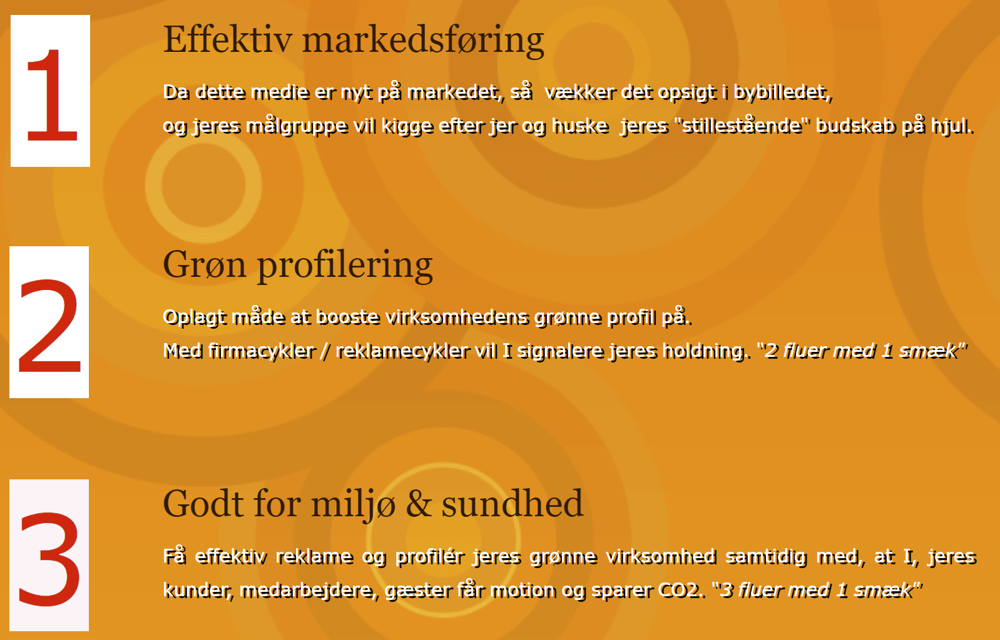 1
Effektiv markedsføring
Da dette medie er nyt på markedet, så vækker det opsigt i bybilledet,
og jeres målgruppe vil kigge efter jer og huske jeres "stillestående" budskab på hjul.
2
Grøn profilering
Oplagt måde at booste virksomhedens grønne profil på.
Med firmacykler / reklamecykler vil I signalere jeres holdning. "2 fluer med 1 smæk"
3
Godt for miljø & sundhed
Få effektiv reklame og profilér jeres grønne virksomhed samtidig med, at I, jeres
kunder, medarbejdere, gæster får motion og sparer CO2. "3 fluer med 1 smæk"